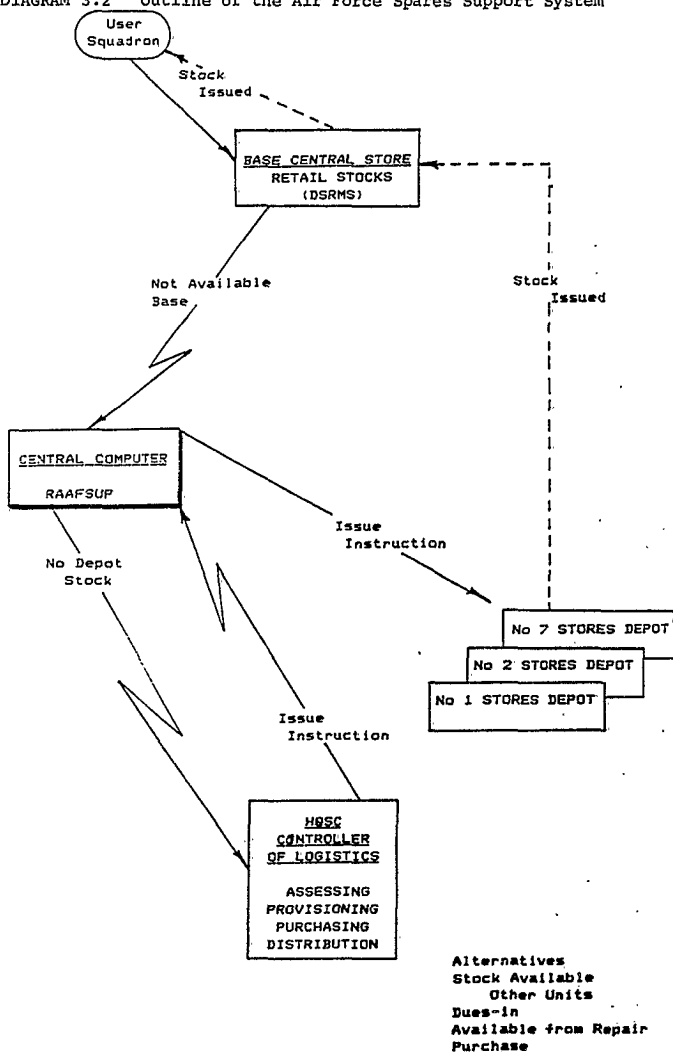 DIAGRAM 3.2 Outline of the Air Force Spares Support System
User
Squadron
Stock
Issued
BASE CENTRAL STORE
RETAIL STOCKS
(DSRMS)
Not Available
Base
Stock
Issued
CENTRAL COMPUTER
RAAFSUP
Issue
Instruction
No Depot
Stock
No 7 STORES DEPOT
No 2 STORES DEPOT
No 1 STORES DEPOT
Issue
Instruction
HQSC
CONTROLLER
OF LOGISTICS
ASSESSING
PROVISIONING
PURCHASING
DISTRIBUTION
Alternatives
Stock Available
Other Units
Dues-in
Available from Repair
Purchase